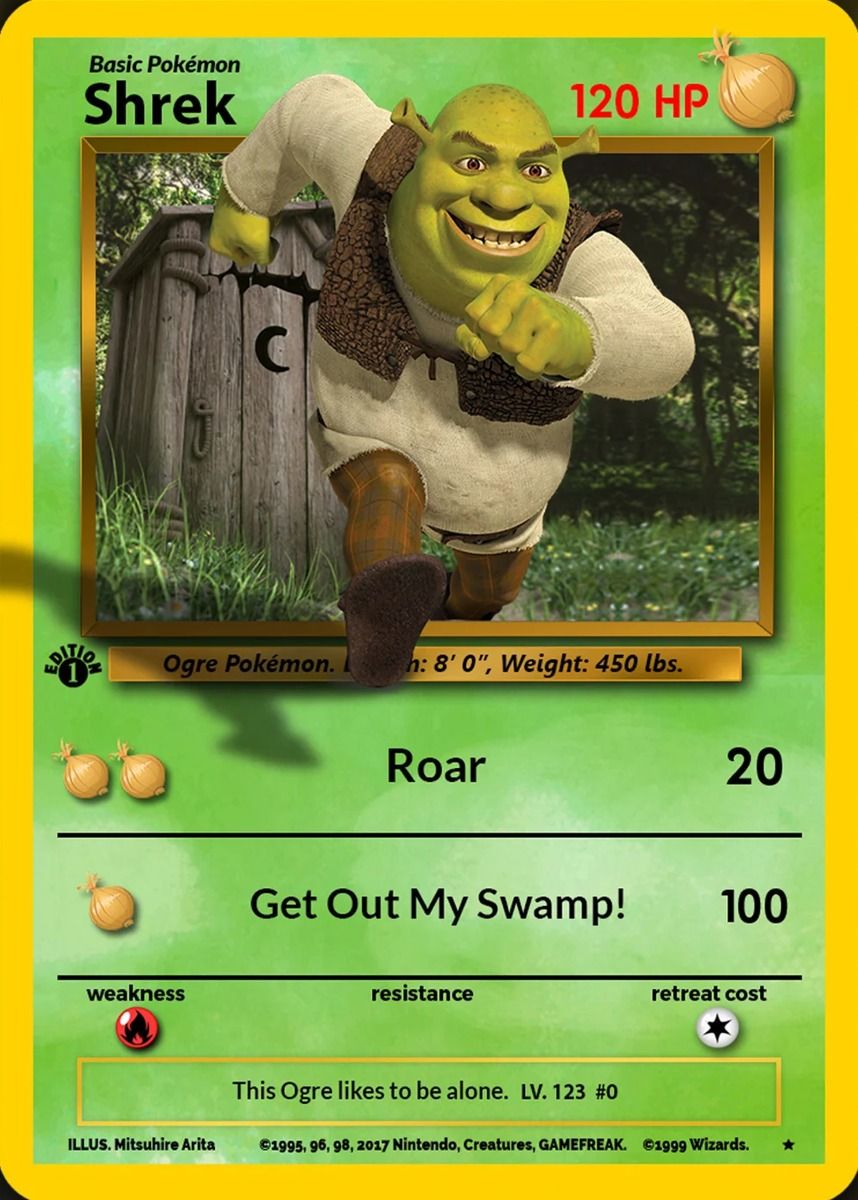 Basic Pokémon
Shrek
120 HP
EDITION
1
Ogre Pokémon. : 8' 0", Weight: 450 lbs.
Roar 20
Get Out My Swamp! 100
weakness resistance retreat cost
This Ogre likes to be alone. LV. 123 #0
ILLUS. Mitsuhire Arita ©1995, 96, 98, 2017 Nintendo, Creatures, GAMEFREAK. ©1999 Wizards.